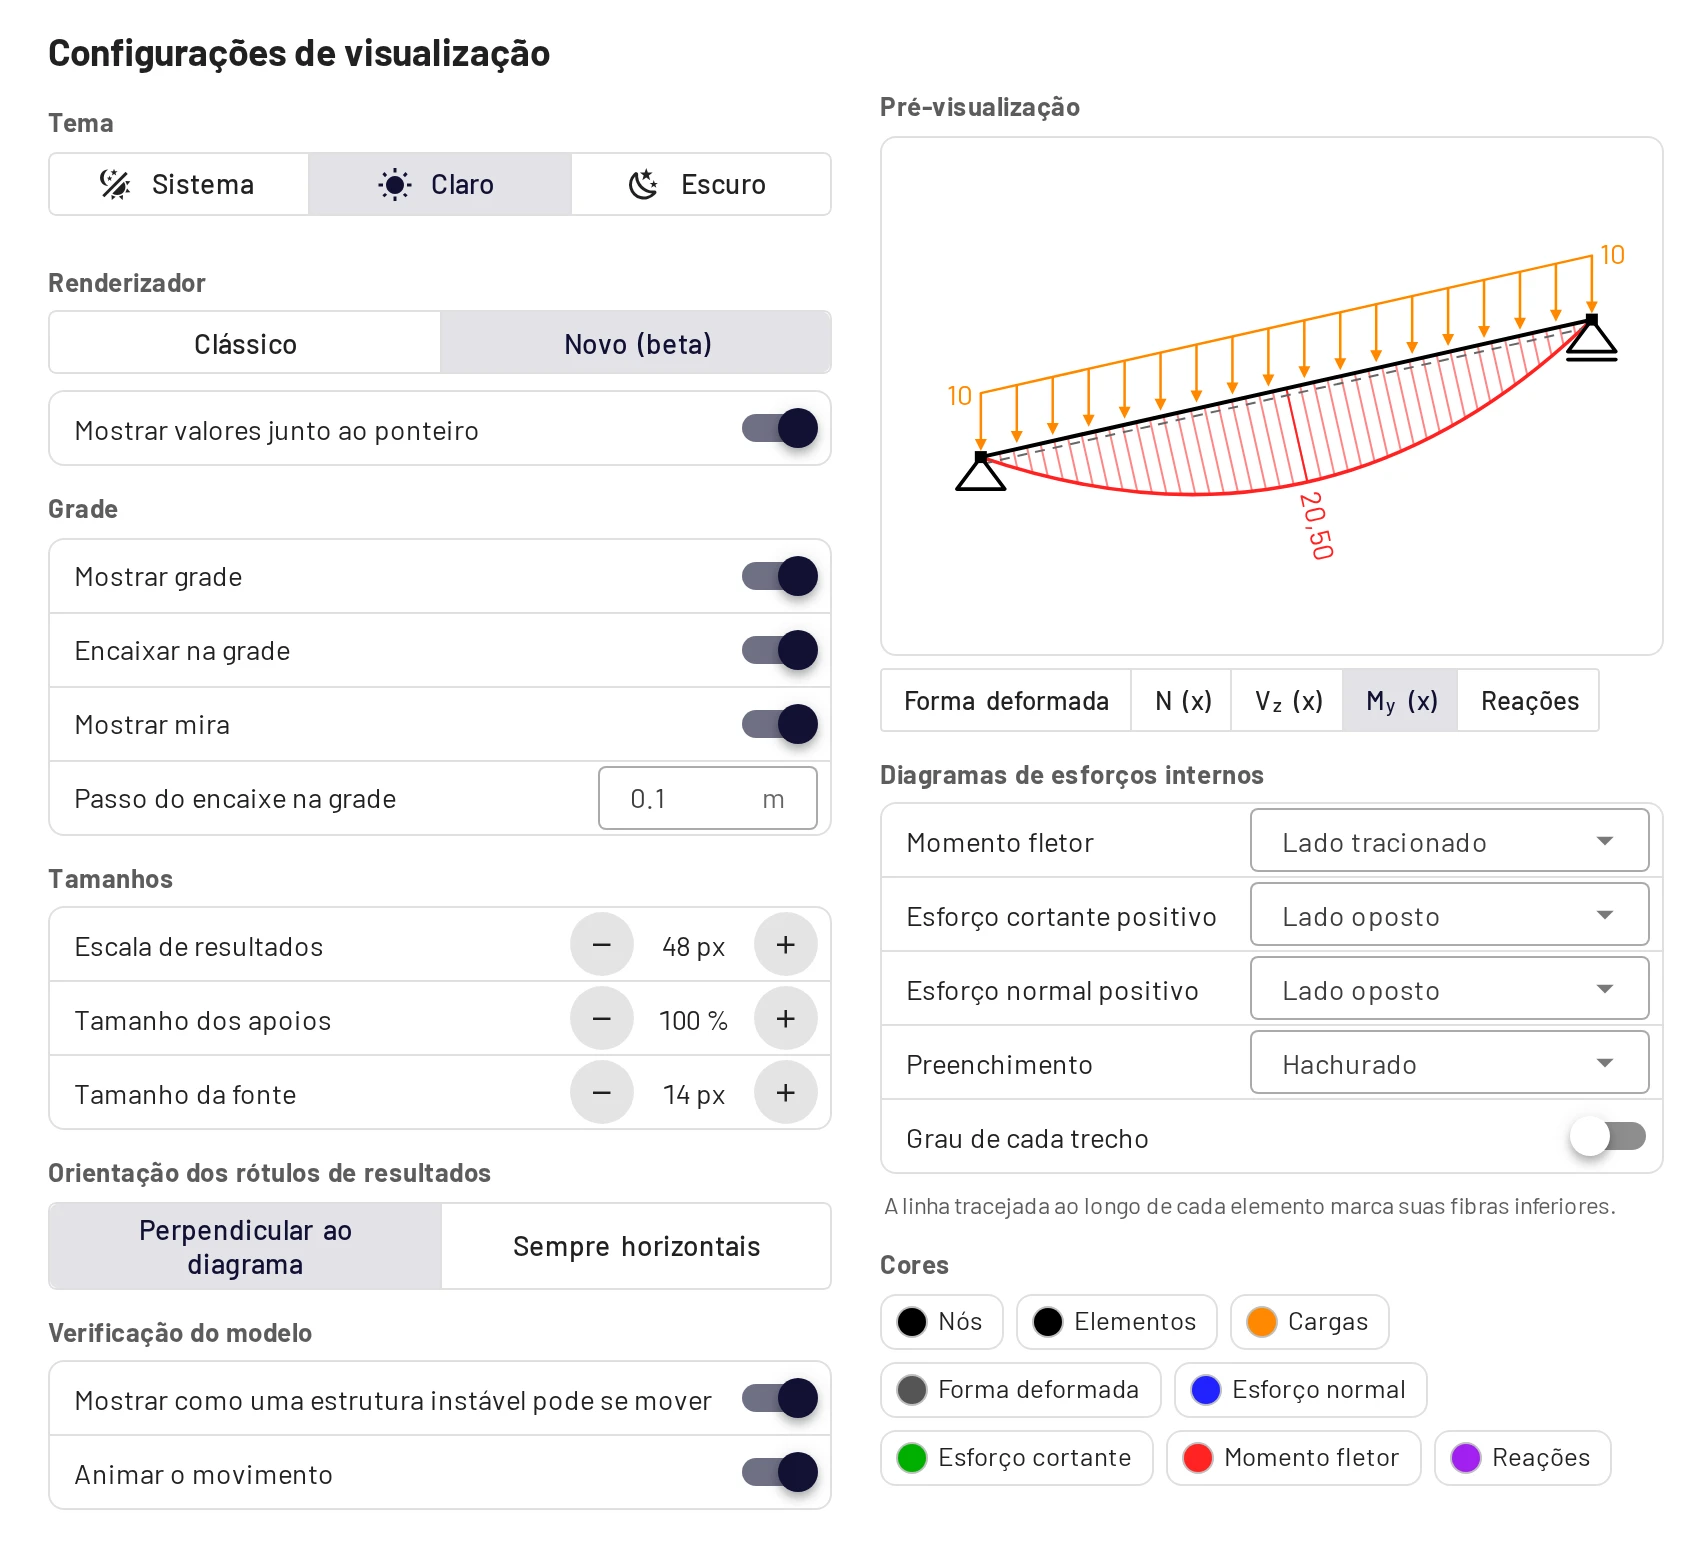 Configurações de visualização
Tema
Sistema
Claro
Escuro
Renderizador
Clássico
Novo (beta)
Mostrar valores junto ao ponteiro
Grade
Mostrar grade
Encaixar na grade
Mostrar mira
Passo do encaixe na grade
0.1 m
Tamanhos
Escala de resultados
− 48 px +
Tamanho dos apoios
− 100 % +
Tamanho da fonte
− 14 px +
Orientação dos rótulos de resultados
Perpendicular ao
diagrama
Sempre horizontais
Verificação do modelo
Mostrar como uma estrutura instável pode se mover
Animar o movimento
Pré-visualização
10
10
20,50
Forma deformada
N (x)
Vz (x)
My (x)
Reações
Diagramas de esforços internos
Momento fletor
Lado tracionado
Esforço cortante positivo
Lado oposto
Esforço normal positivo
Lado oposto
Preenchimento
Hachurado
Grau de cada trecho
A linha tracejada ao longo de cada elemento marca suas fibras inferiores.
Cores
Nós
Elementos
Cargas
Forma deformada
Esforço normal
Esforço cortante
Momento fletor
Reações